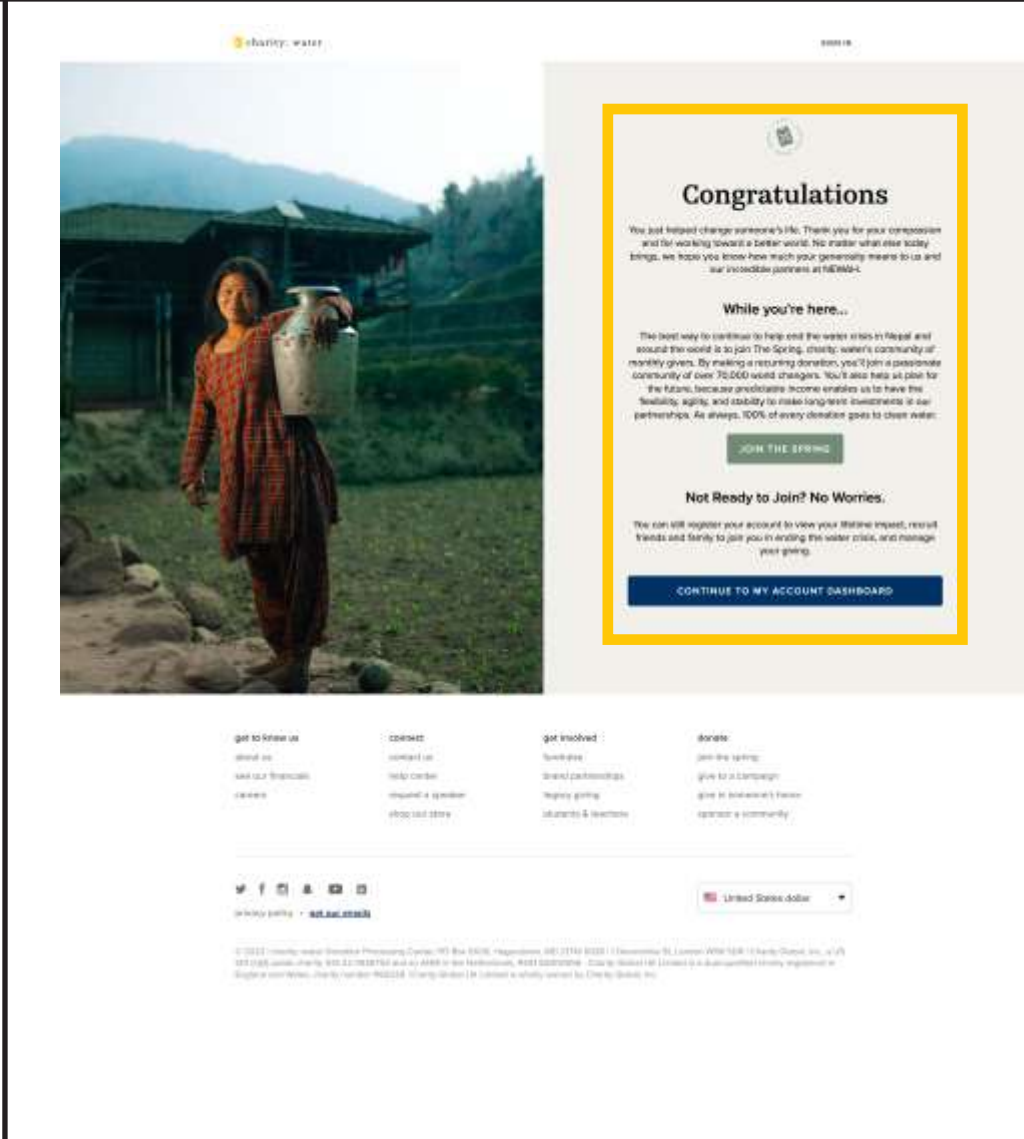 charity: water
SIGN IN
Congratulations
You just helped change someone's life. Thank you for your compassion
and for working toward a better world. No matter what else today
brings, we hope you know how much your generosity means to us and
our incredible partners at NEWAH.
While you're here...
The best way to continue to help end the water crisis in Nepal and
around the world is to join The Spring, charity: water's community of
monthly givers. By making a recurring donation, you'll join a passionate
community of over 70,000 world changers. You'll also help us plan for
the future, because predictable income enables us to have the
flexibility, agility, and stability to make long-term investments in our
partnerships. As always, 100% of every donation goes to clean water.
JOIN THE SPRING
Not Ready to Join? No Worries.
You can still register your account to view your lifetime impact, recruit
friends and family to join you in ending the water crisis, and manage
your giving.
CONTINUE TO MY ACCOUNT DASHBOARD
get to know us connect get involved donate
about us contact us fundraise join the spring
see our financials help center brand partnerships give to a campaign
careers request a speaker legacy giving give in someone's honor
shop our store students & teachers sponsor a community
United States dollar
privacy policy • get our emails